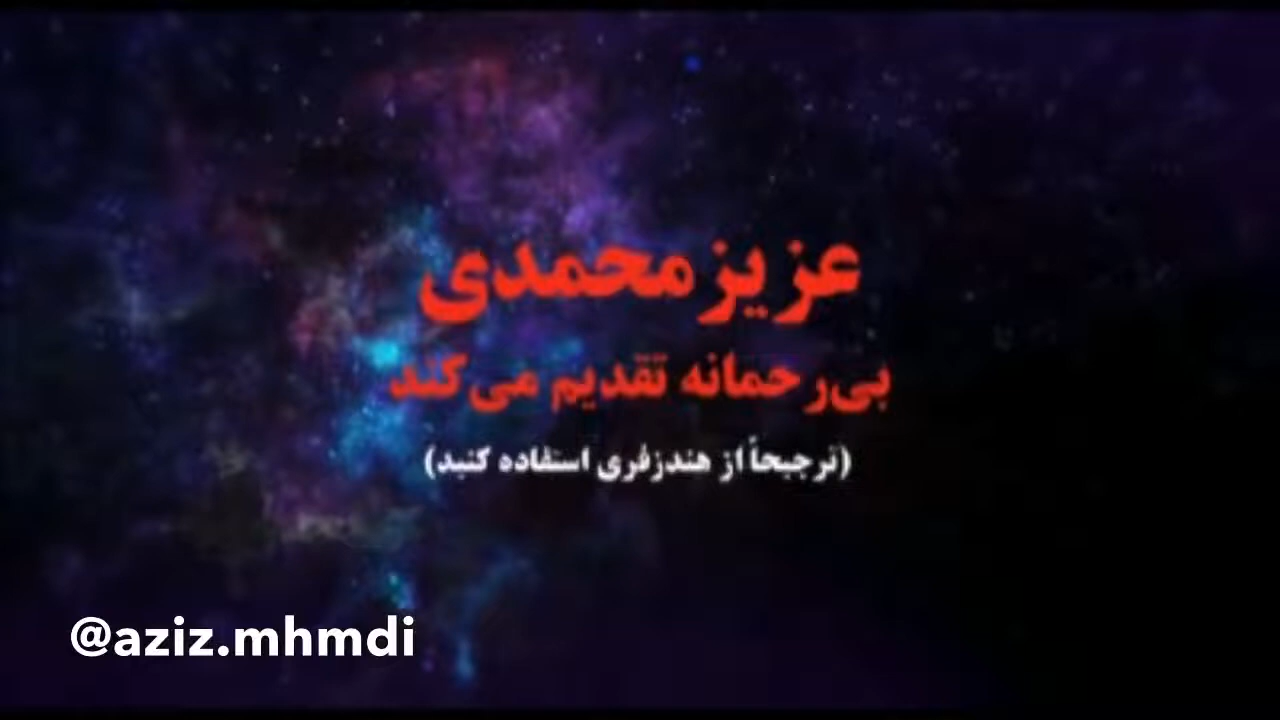 عزیز محمدی
بی‌رحمانه تقدیم می‌کند
(ترجیحاً از هندزفری استفاده کنید)
@aziz.mhmdi